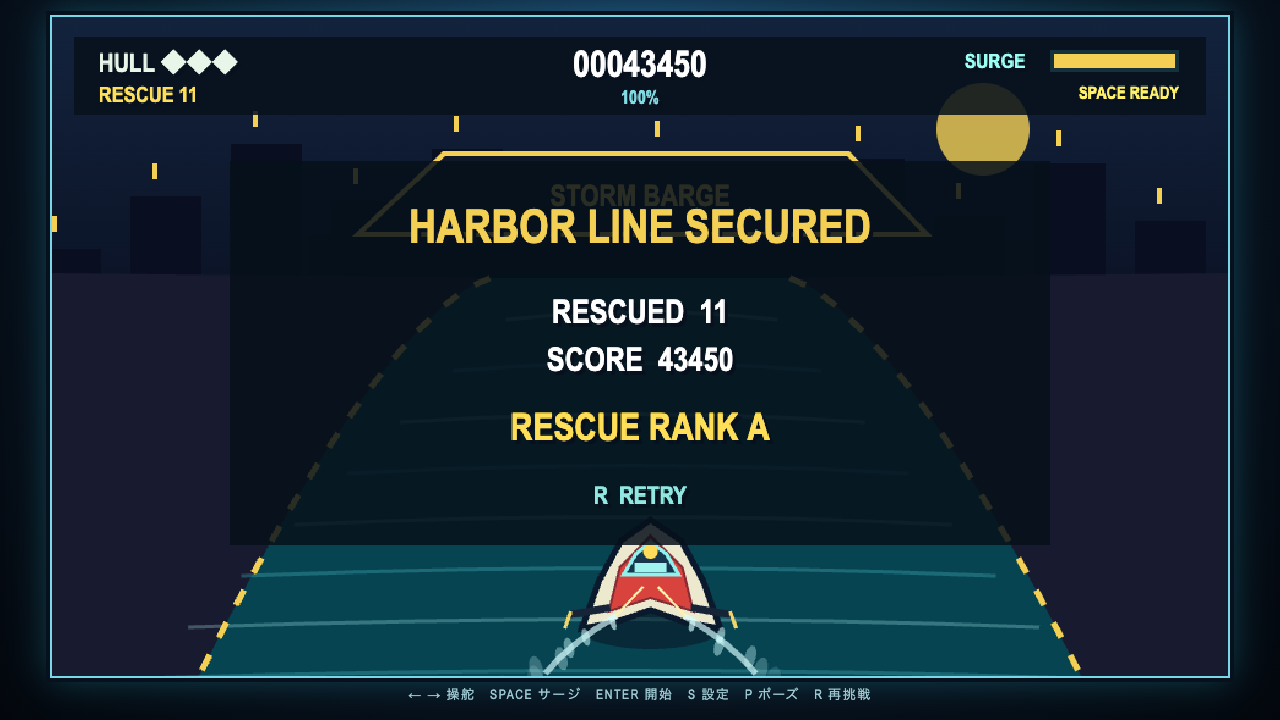 HULL
RESCUE 11
00043450
100%
SURGE
SPACE READY
STORM BARGE
HARBOR LINE SECURED
RESCUED 11
SCORE 43450
RESCUE RANK A
R RETRY
← → 操舵 SPACE サージ ENTER 開始 S 設定 P ポーズ R 再挑戦